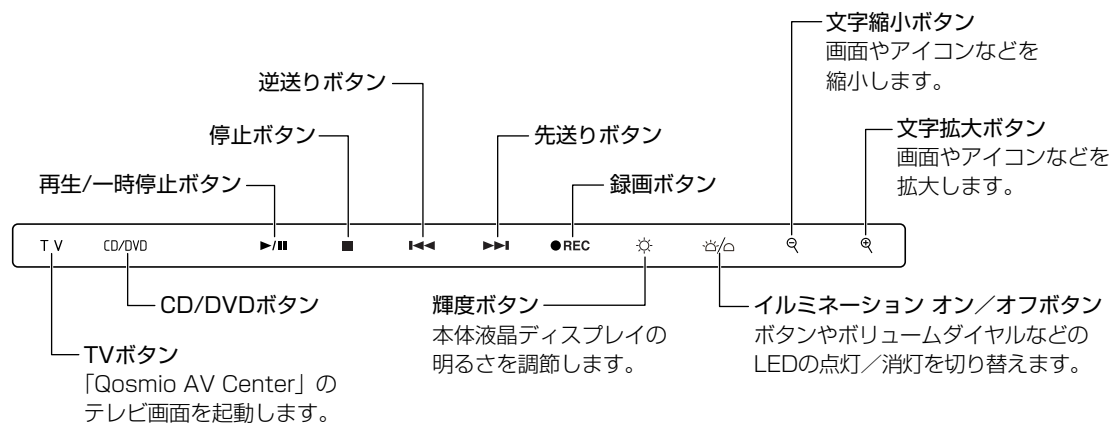 文字縮小ボタン
画面やアイコンなどを
縮小します。
逆送りボタン
停止ボタン
先送りボタン
文字拡大ボタン
画面やアイコンなどを
拡大します。
再生/一時停止ボタン
録画ボタン
TV CD/DVD ►/▮▮ ■ ▮◄◄ ►►▮ ●REC
CD/DVDボタン
輝度ボタン
本体液晶ディスプレイの
明るさを調節します。
イルミネーション オン／オフボタン
ボタンやボリュームダイヤルなどの
LEDの点灯／消灯を切り替えます。
TVボタン
「Qosmio AV Center」の
テレビ画面を起動します。